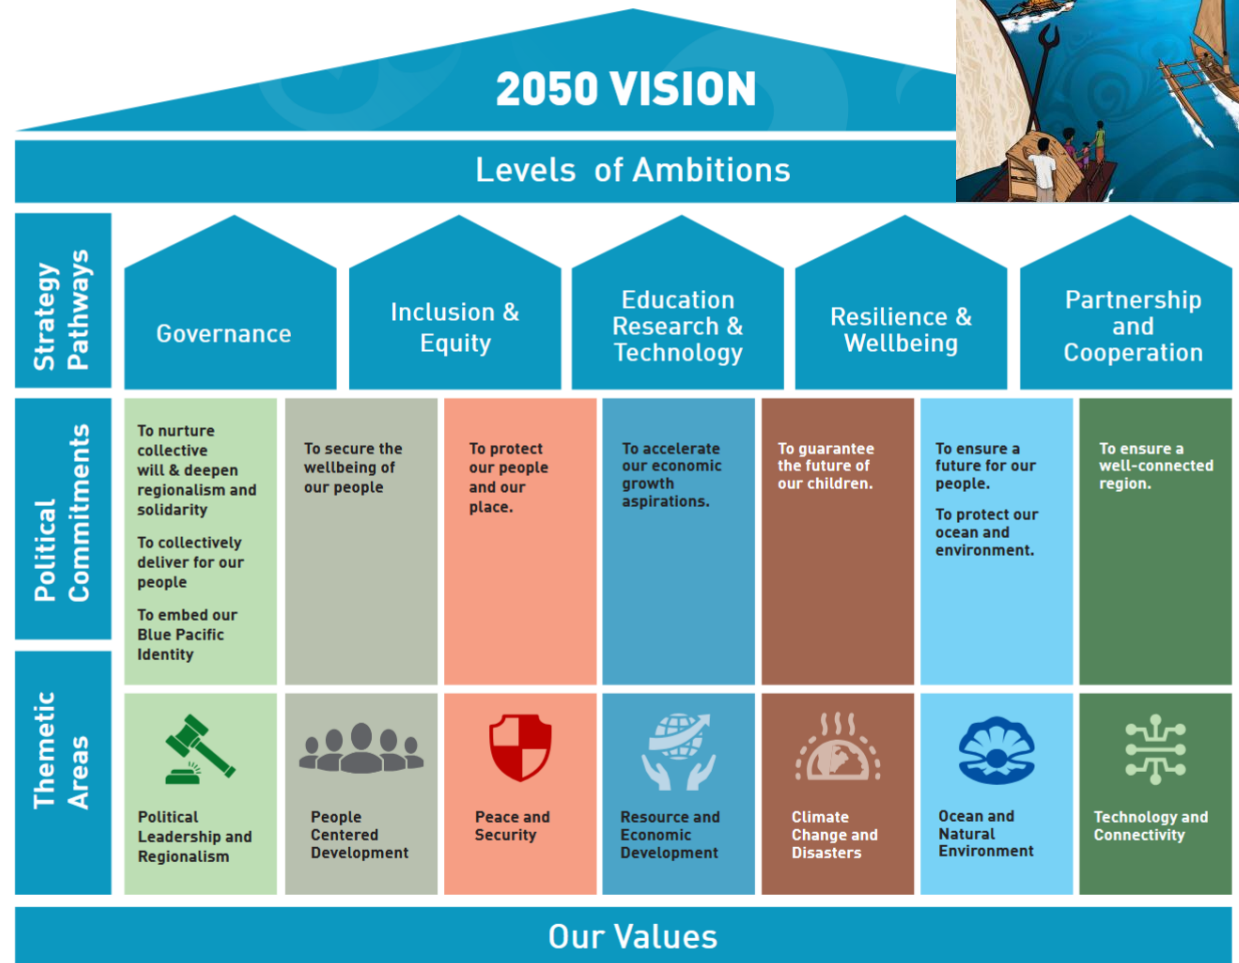 2050 VISION
Levels of Ambitions
Strategy
Pathways
Governance
Inclusion &
Equity
Education
Research &
Technology
Resilience &
Wellbeing
Partnership
and
Cooperation
Political
Commitments
To nurture
collective
will & deepen
regionalism and
solidarity
To collectively
deliver for our
people
To embed our
Blue Pacific
Identity
To secure the
wellbeing of
our people
To protect
our people
and our
place.
To accelerate
our economic
growth
aspirations.
To guarantee
the future of
our children.
To ensure a
future for our
people.
To protect our
ocean and
environment.
To ensure a
well-connected
region.
Themetic
Areas
Political
Leadership and
Regionalism
People
Centered
Development
Peace and
Security
Resource and
Economic
Development
Climate
Change and
Disasters
Ocean and
Natural
Environment
Technology and
Connectivity
Our Values